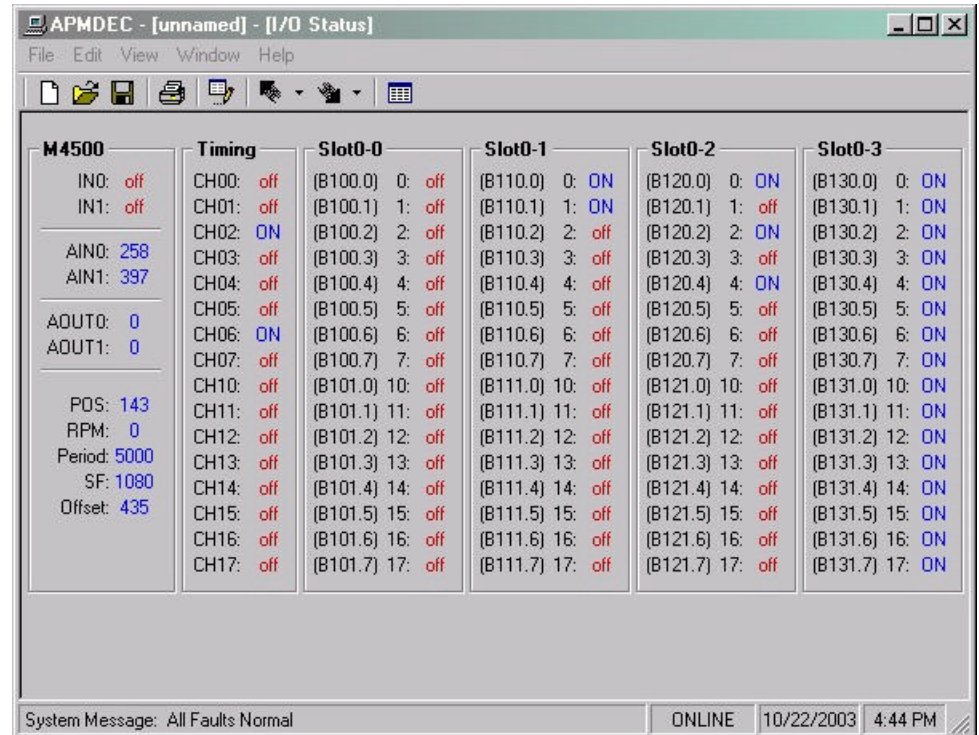 APMDEC - [unnamed] - [I/O Status]
File Edit View Window Help
M4500
IN0: off
IN1: off
AIN0: 258
AIN1: 397
AOUT0: 0
AOUT1: 0
POS: 143
RPM: 0
Period: 5000
SF: 1080
Offset: 435
Timing
CH00: off
CH01: off
CH02: ON
CH03: off
CH04: off
CH05: off
CH06: ON
CH07: off
CH10: off
CH11: off
CH12: off
CH13: off
CH14: off
CH15: off
CH16: off
CH17: off
Slot0-0
(B100.0) 0: off
(B100.1) 1: off
(B100.2) 2: off
(B100.3) 3: off
(B100.4) 4: off
(B100.5) 5: off
(B100.6) 6: off
(B100.7) 7: off
(B101.0) 10: off
(B101.1) 11: off
(B101.2) 12: off
(B101.3) 13: off
(B101.4) 14: off
(B101.5) 15: off
(B101.6) 16: off
(B101.7) 17: off
Slot0-1
(B110.0) 0: ON
(B110.1) 1: ON
(B110.2) 2: off
(B110.3) 3: off
(B110.4) 4: off
(B110.5) 5: off
(B110.6) 6: off
(B110.7) 7: off
(B111.0) 10: off
(B111.1) 11: off
(B111.2) 12: off
(B111.3) 13: off
(B111.4) 14: off
(B111.5) 15: off
(B111.6) 16: off
(B111.7) 17: off
Slot0-2
(B120.0) 0: ON
(B120.1) 1: off
(B120.2) 2: ON
(B120.3) 3: off
(B120.4) 4: ON
(B120.5) 5: off
(B120.6) 6: off
(B120.7) 7: off
(B121.0) 10: off
(B121.1) 11: off
(B121.2) 12: off
(B121.3) 13: off
(B121.4) 14: off
(B121.5) 15: off
(B121.6) 16: off
(B121.7) 17: off
Slot0-3
(B130.0) 0: ON
(B130.1) 1: ON
(B130.2) 2: ON
(B130.3) 3: ON
(B130.4) 4: ON
(B130.5) 5: ON
(B130.6) 6: ON
(B130.7) 7: ON
(B131.0) 10: ON
(B131.1) 11: ON
(B131.2) 12: ON
(B131.3) 13: ON
(B131.4) 14: ON
(B131.5) 15: ON
(B131.6) 16: ON
(B131.7) 17: ON
System Message: All Faults Normal ONLINE 10/22/2003 4:44 PM